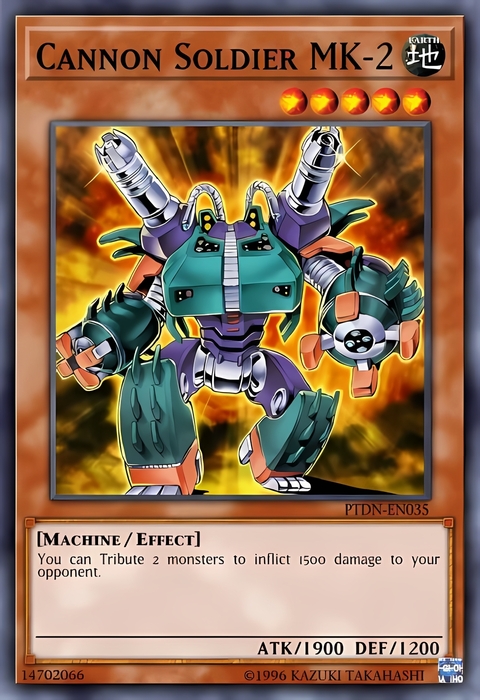 CANNON SOLDIER MK-2
EARTH
地
PTDN-EN035
[MACHINE / EFFECT]
You can Tribute 2 monsters to inflict 1500 damage to your
opponent.
ATK/1900 DEF/1200
14702066
©1996 KAZUKI TAKAHASHI